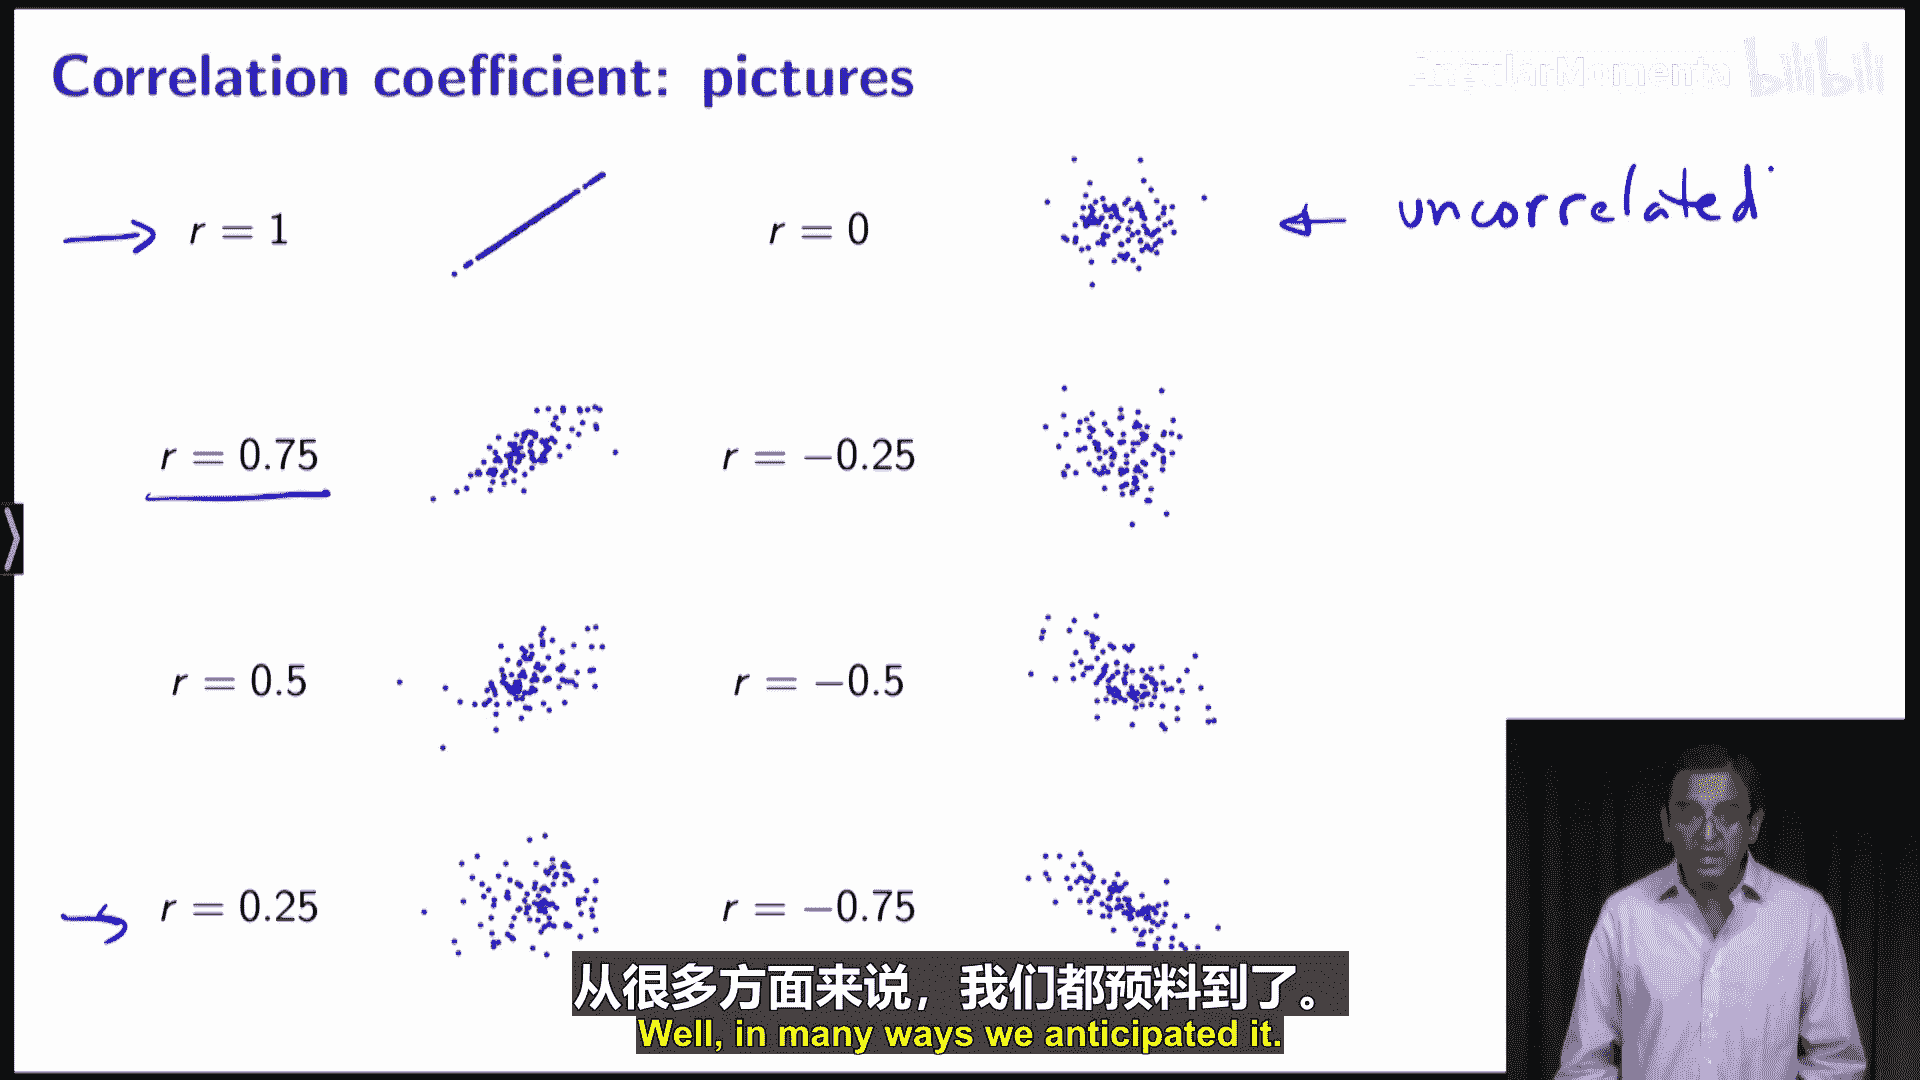 Correlation coefficient: pictures
AngularMomenta bilibili
r = 1
r = 0
uncorrelated
r = 0.75
r = −0.25
r = 0.5
r = −0.5
r = 0.25
r = −0.75
从很多方面来说，我们都预料到了。
Well, in many ways we anticipated it.